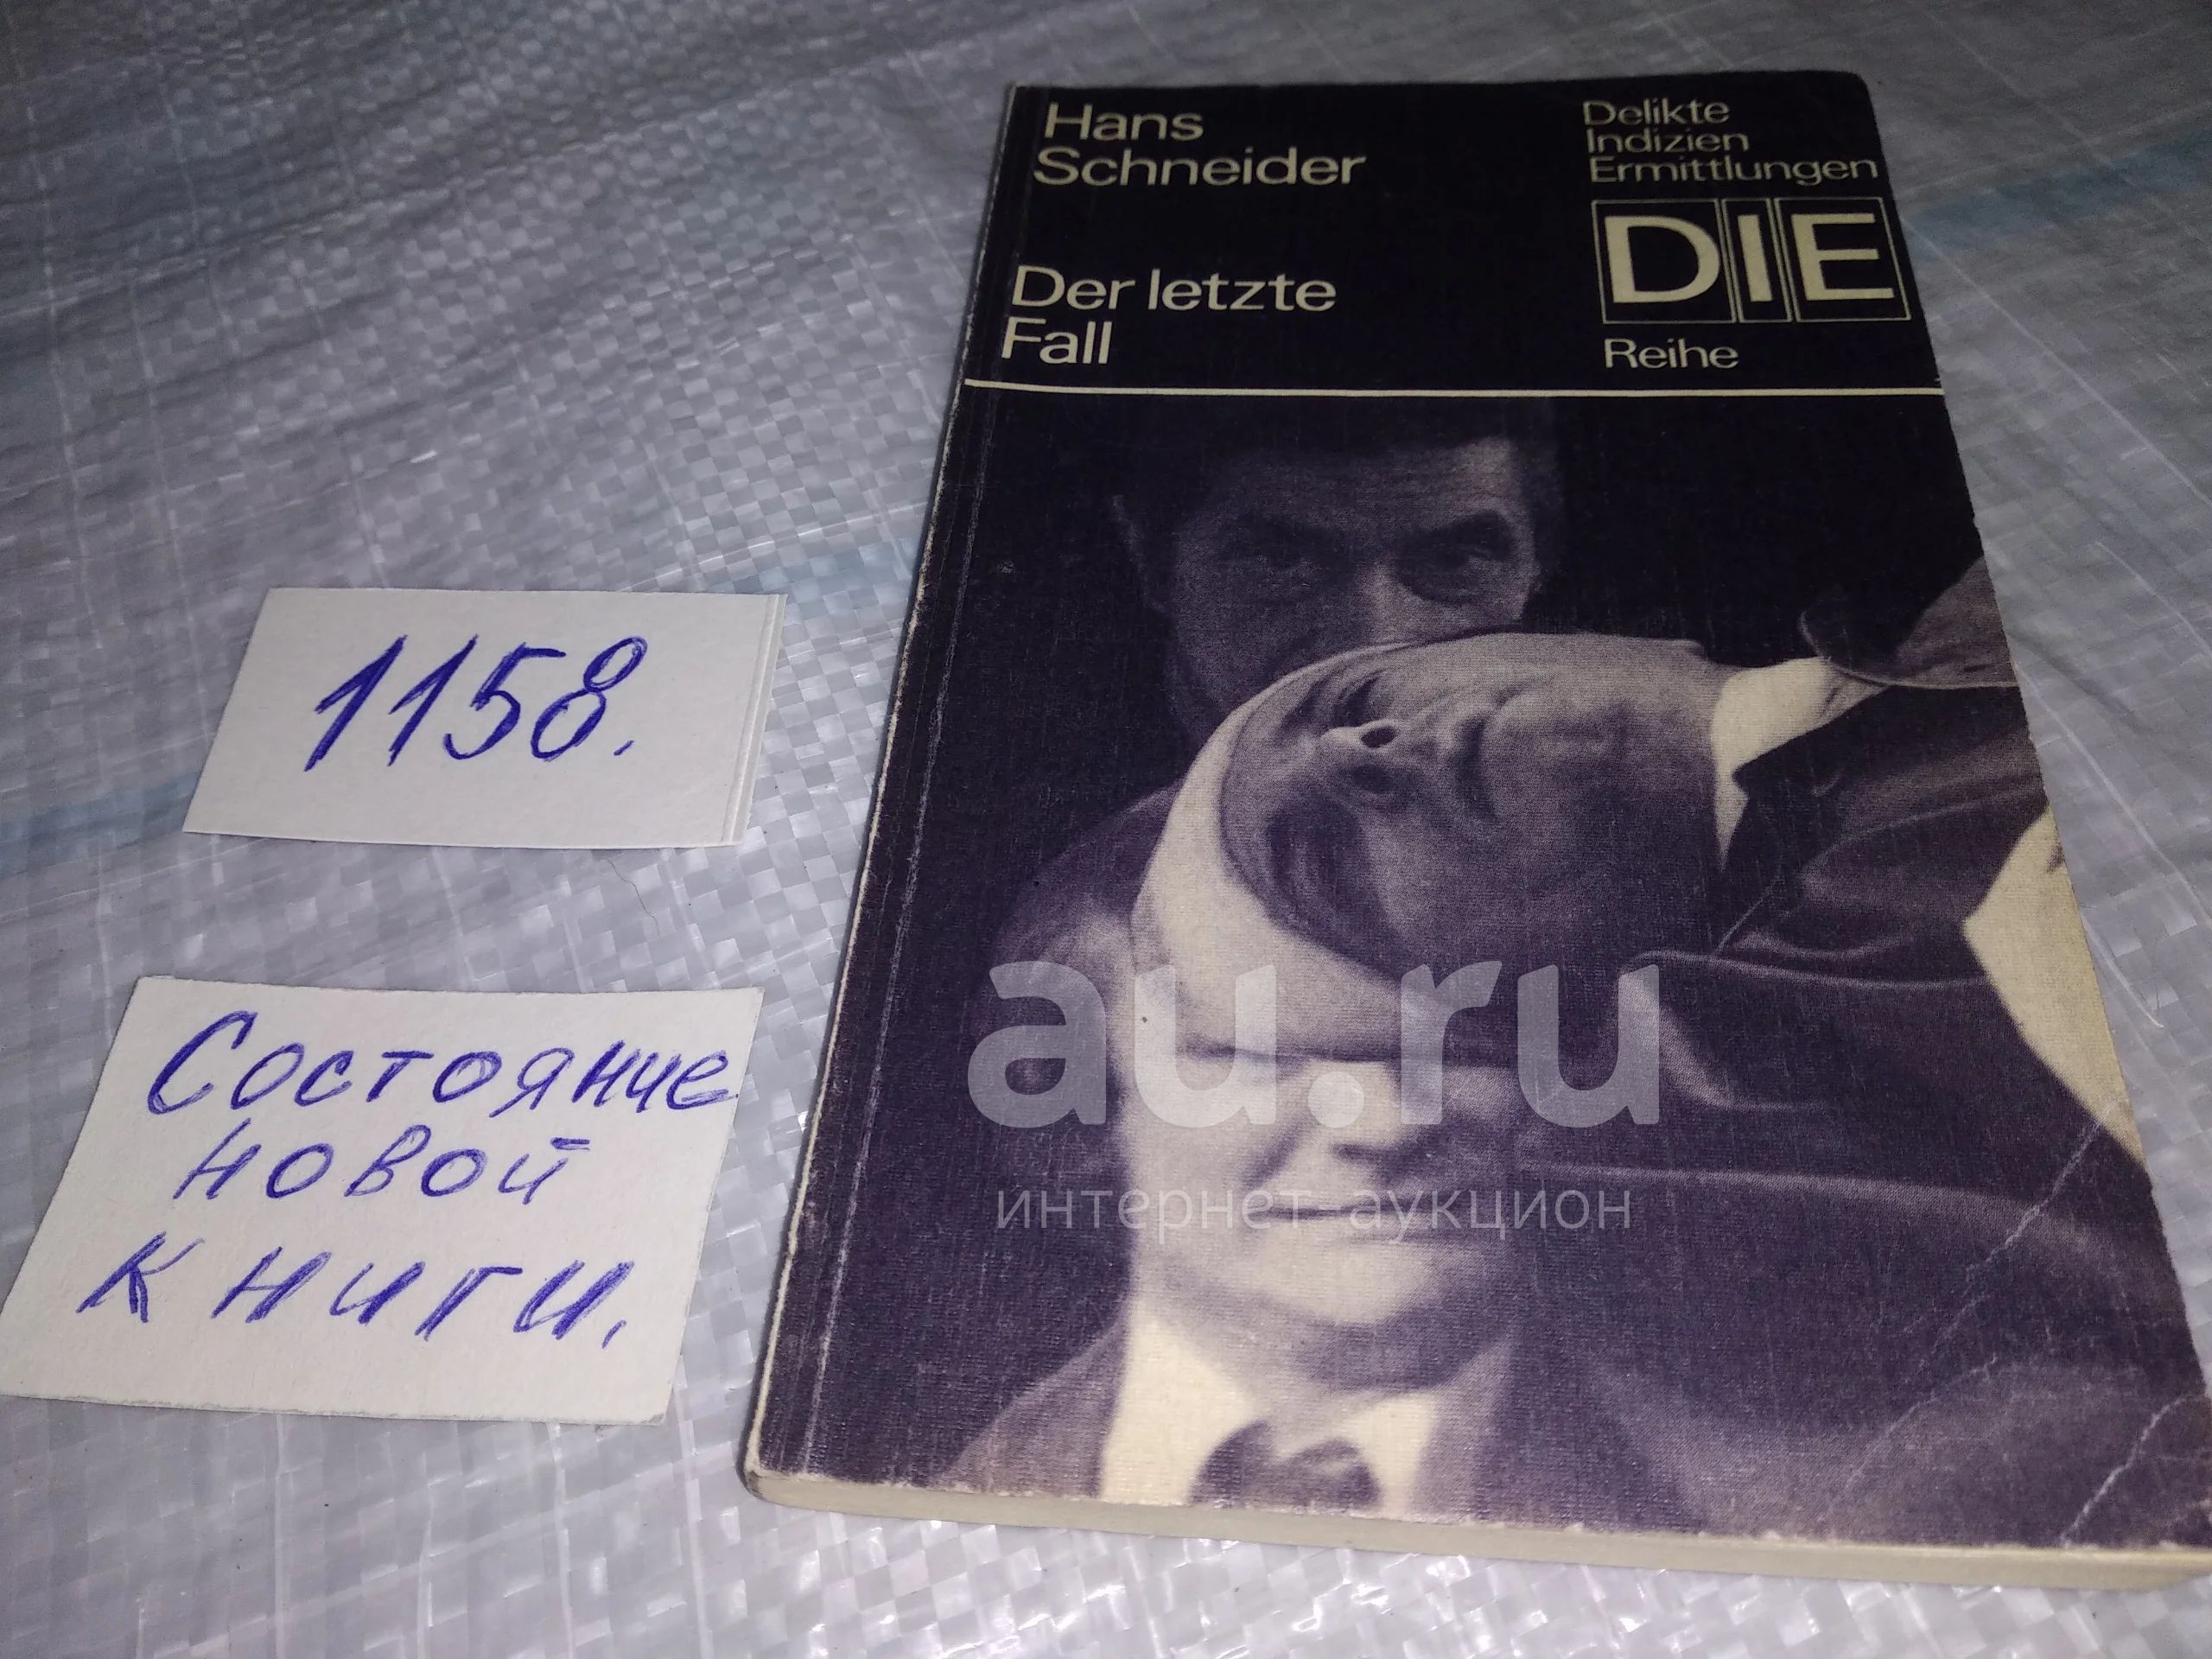 Hans
Schneider
Der letzte
Fall
Delikte
Indizien
Ermittlungen
DIE
Reihe
1158.
Состояние
новой
книги.
au.ru
интернет-аукцион